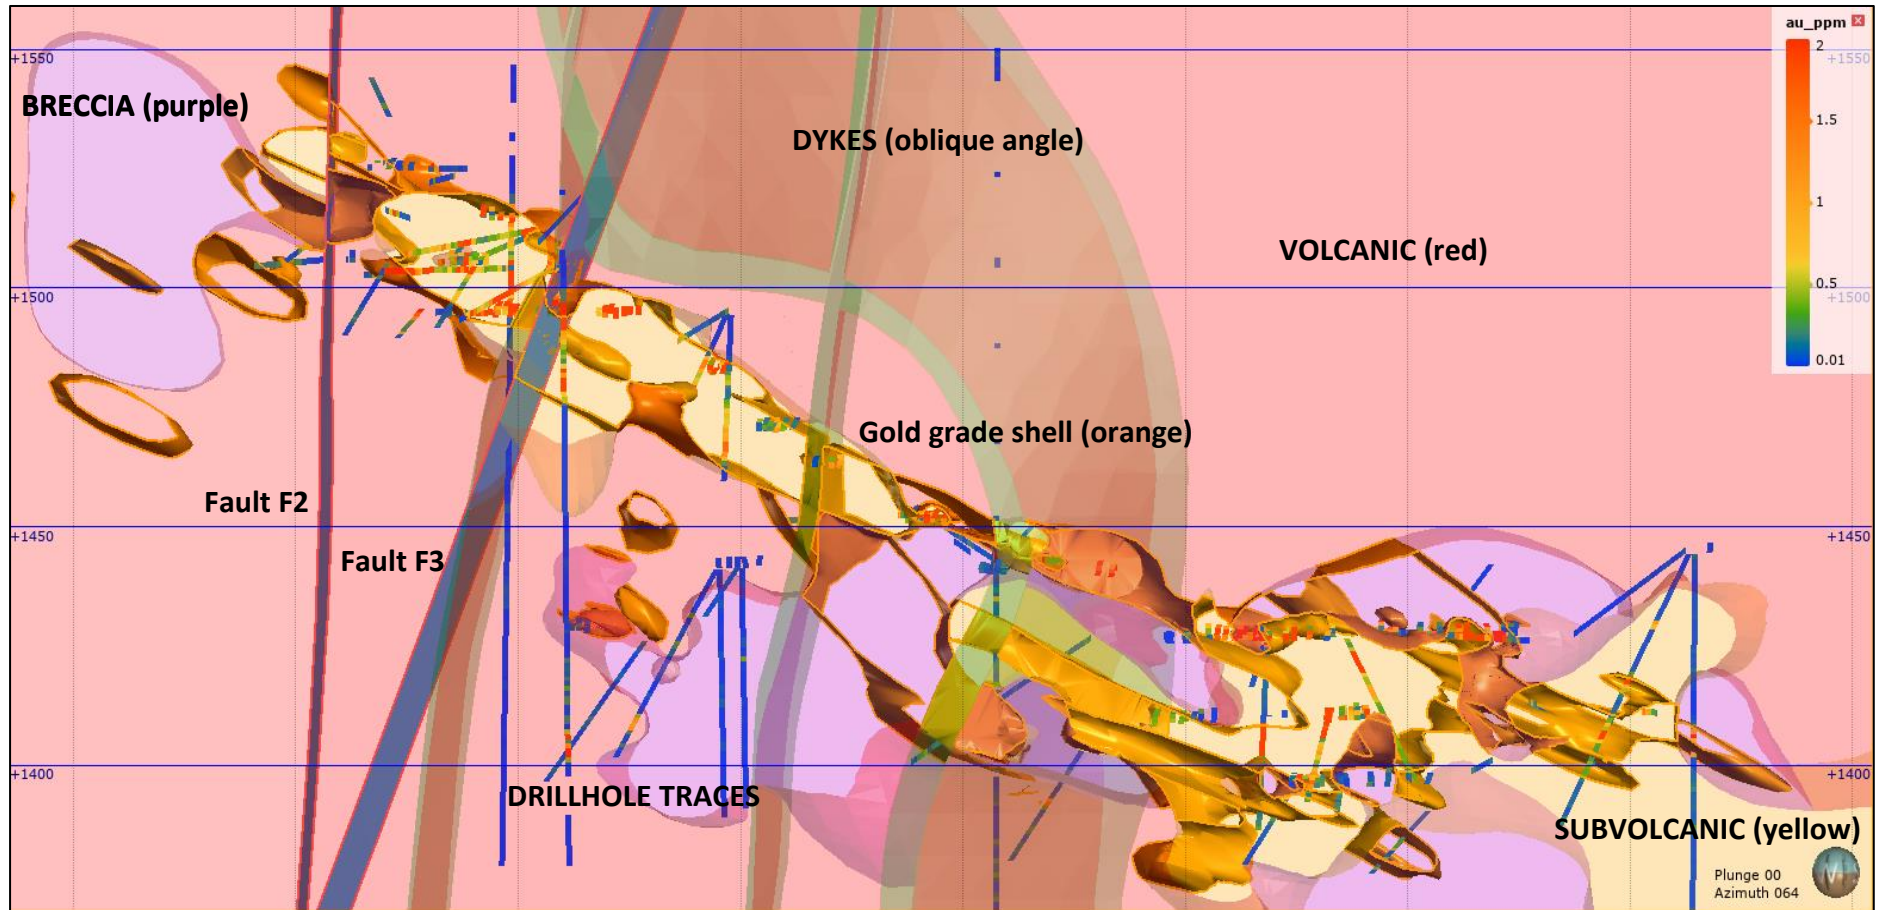 au_ppm
2
+1550
+1550
BRECCIA (purple)
1.5
DYKES (oblique angle)
1
VOLCANIC (red)
0.5
+1500
+1500
0.01
Gold grade shell (orange)
Fault F2
+1450
+1450
Fault F3
+1400
+1400
DRILLHOLE TRACES
SUBVOLCANIC (yellow)
Plunge 00
Azimuth 064